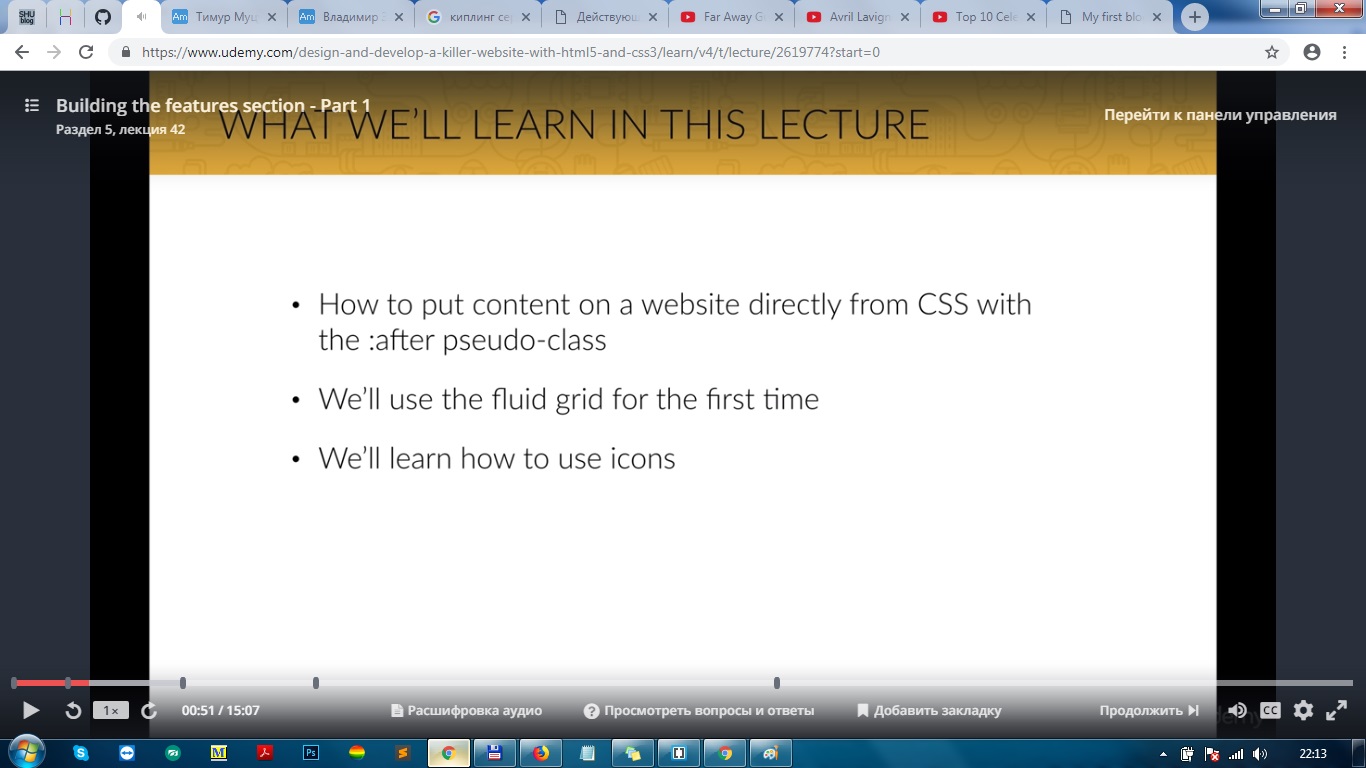 SHU
blog
Тимур Муц
Владимир
киплинг сер
Действующ
Far Away G
Avril Lavign
Top 10 Cele
My first blo
https://www.udemy.com/design-and-develop-a-killer-website-with-html5-and-css3/learn/v4/t/lecture/2619774?start=0
Building the features section - Part 1
Раздел 5, лекция 42
Перейти к панели управления
WHAT WE'LL LEARN IN THIS LECTURE
• How to put content on a website directly from CSS with
the :after pseudo-class
• We'll use the fluid grid for the first time
• We'll learn how to use icons
1×
00:51 / 15:07
Расшифровка аудио
Просмотреть вопросы и ответы
Добавить закладку
Продолжить
CC
22:13